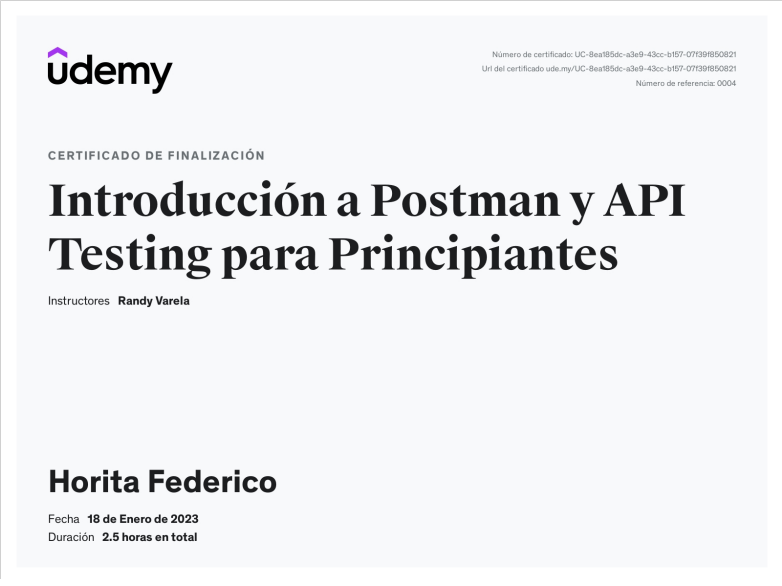 udemy
Número de certificado: UC-8ea185dc-a3e9-43cc-b157-07f39f850821
Url del certificado ude.my/UC-8ea185dc-a3e9-43cc-b157-07f39f850821
Número de referencia: 0004
CERTIFICADO DE FINALIZACIÓN
Introducción a Postman y API
Testing para Principiantes
Instructores Randy Varela
Horita Federico
Fecha 18 de Enero de 2023
Duración 2.5 horas en total